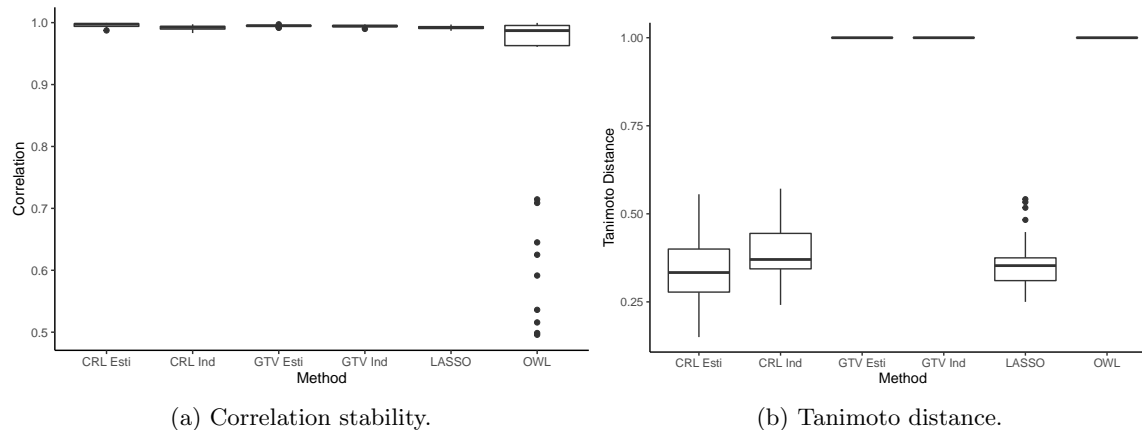 1.0
0.9
0.8
0.7
0.6
0.5
Correlation
CRL Esti CRL Ind GTV Esti GTV Ind LASSO OWL
Method
(a) Correlation stability.
1.00
0.75
0.50
0.25
Tanimoto Distance
CRL Esti CRL Ind GTV Esti GTV Ind LASSO OWL
Method
(b) Tanimoto distance.